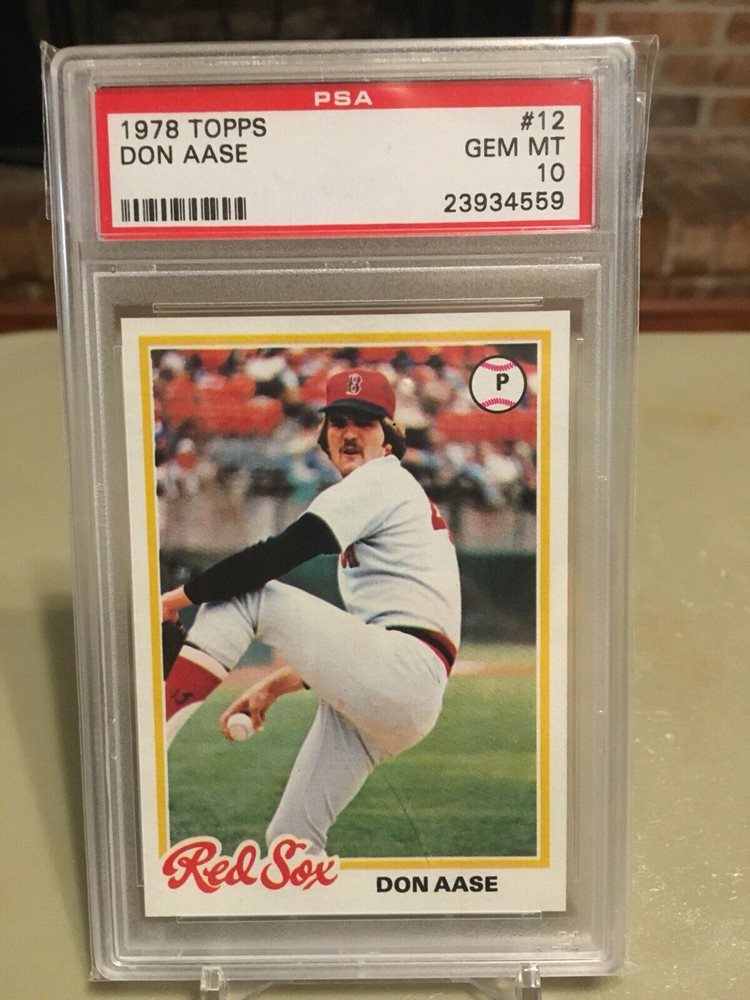 PSA
1978 TOPPS #12
DON AASE GEM MT
10
23934559
B
P
Red Sox
DON AASE